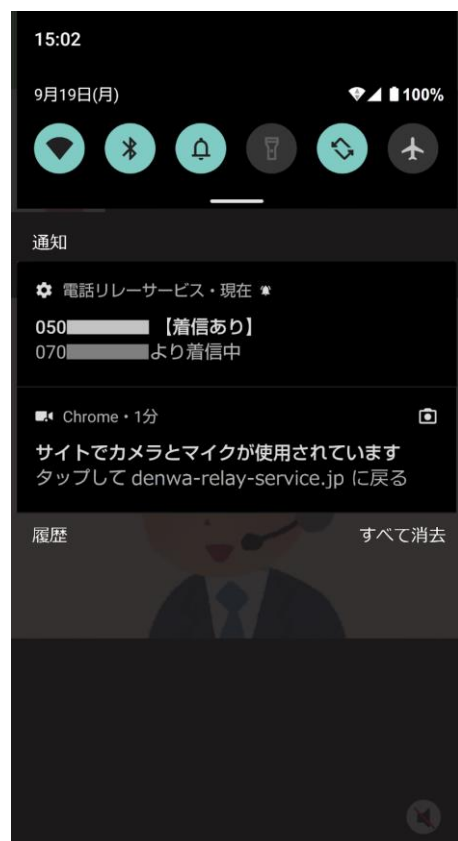 15:02
9月19日(月)
100%
通知
電話リレーサービス・現在
050 【着信あり】
070 より着信中
Chrome・1分
サイトでカメラとマイクが使用されています
タップして denwa-relay-service.jp に戻る
履歴
すべて消去